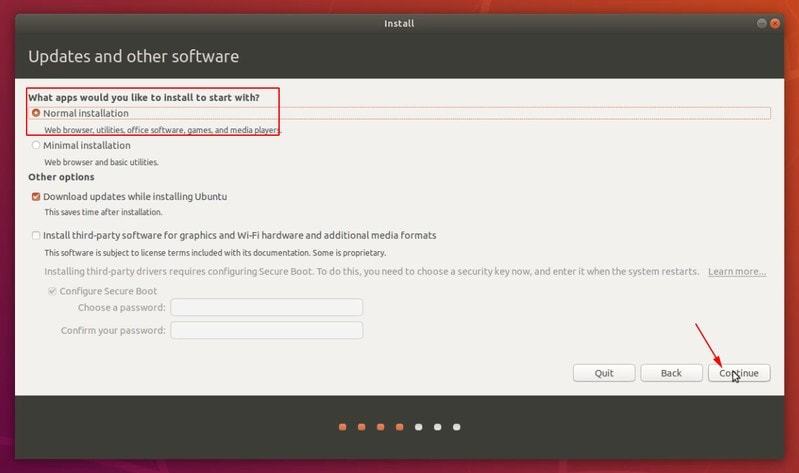 Install
Updates and other software
What apps would you like to install to start with?
Normal installation
Web browser, utilities, office software, games, and media players.
Minimal installation
Web browser and basic utilities.
Other options
Download updates while installing Ubuntu
This saves time after installation.
Install third-party software for graphics and Wi-Fi hardware and additional media formats
This software is subject to license terms included with its documentation. Some is proprietary.
Installing third-party drivers requires configuring Secure Boot. To do this, you need to choose a security key now, and enter it when the system restarts. Learn more...
Configure Secure Boot
Choose a password:
Confirm your password:
Quit Back Continue